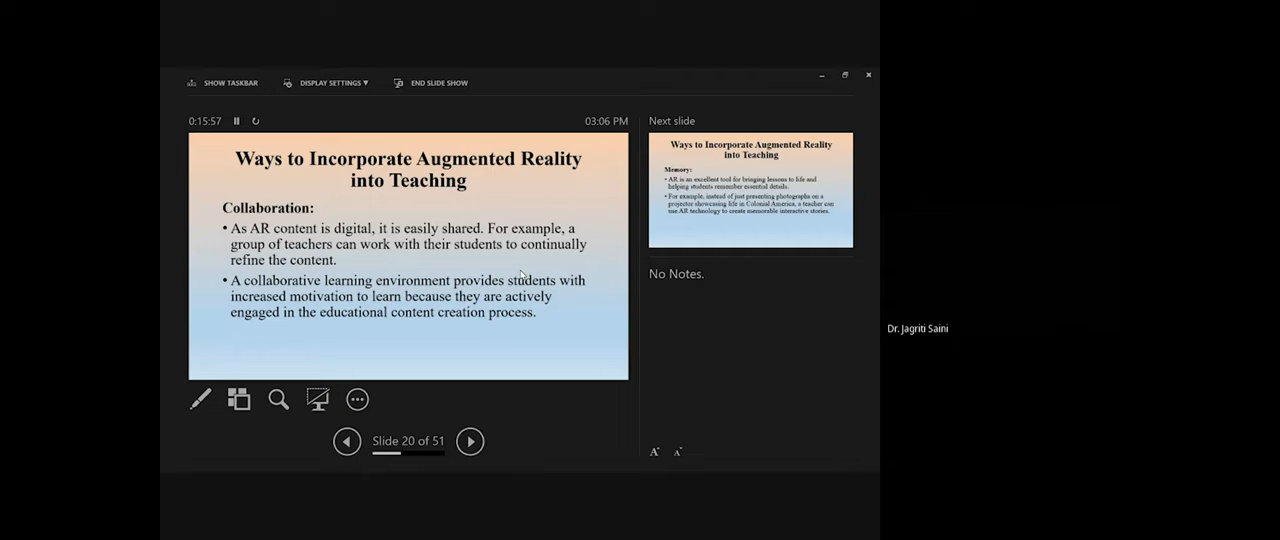 SHOW TASKBAR
DISPLAY SETTINGS ▼
END SLIDE SHOW
0:15:57
03:06 PM
Ways to Incorporate Augmented Reality
into Teaching
Collaboration:
• As AR content is digital, it is easily shared. For example, a
group of teachers can work with their students to continually
refine the content.
• A collaborative learning environment provides students with
increased motivation to learn because they are actively
engaged in the educational content creation process.
Slide 20 of 51
Next slide
Ways to Incorporate Augmented Reality
into Teaching
Memory:
• AR is an excellent tool for bringing lessons to life and
helping students remember essential details.
• For example, instead of just presenting photographs on a
projector showcasing life in Colonial America, a teacher can
use AR technology to create memorable interactive stories.
No Notes.
A A
Dr. Jagriti Saini